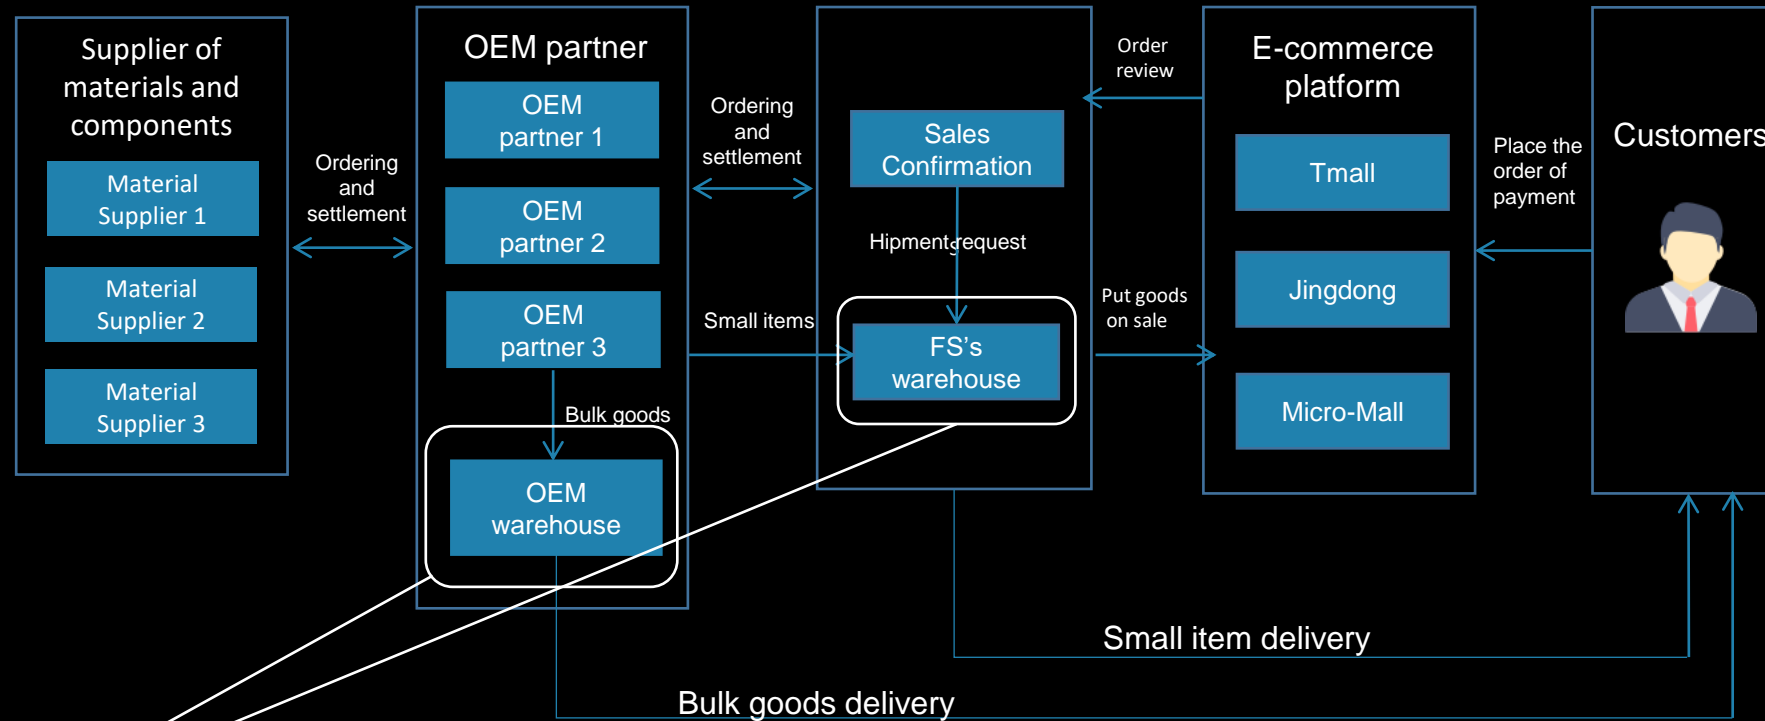 Supplier of
materials and
components
Material
Supplier 1
Material
Supplier 2
Material
Supplier 3
Ordering
and
settlement
OEM partner
OEM
partner 1
OEM
partner 2
OEM
partner 3
Bulk goods
OEM
warehouse
Ordering
and
settlement
Small items
Sales
Confirmation
Hipments request
FS's
warehouse
Order
review
Put goods
on sale
E-commerce
platform
Tmall
Jingdong
Micro-Mall
Place the
order of
payment
Customers
Small item delivery
Bulk goods delivery